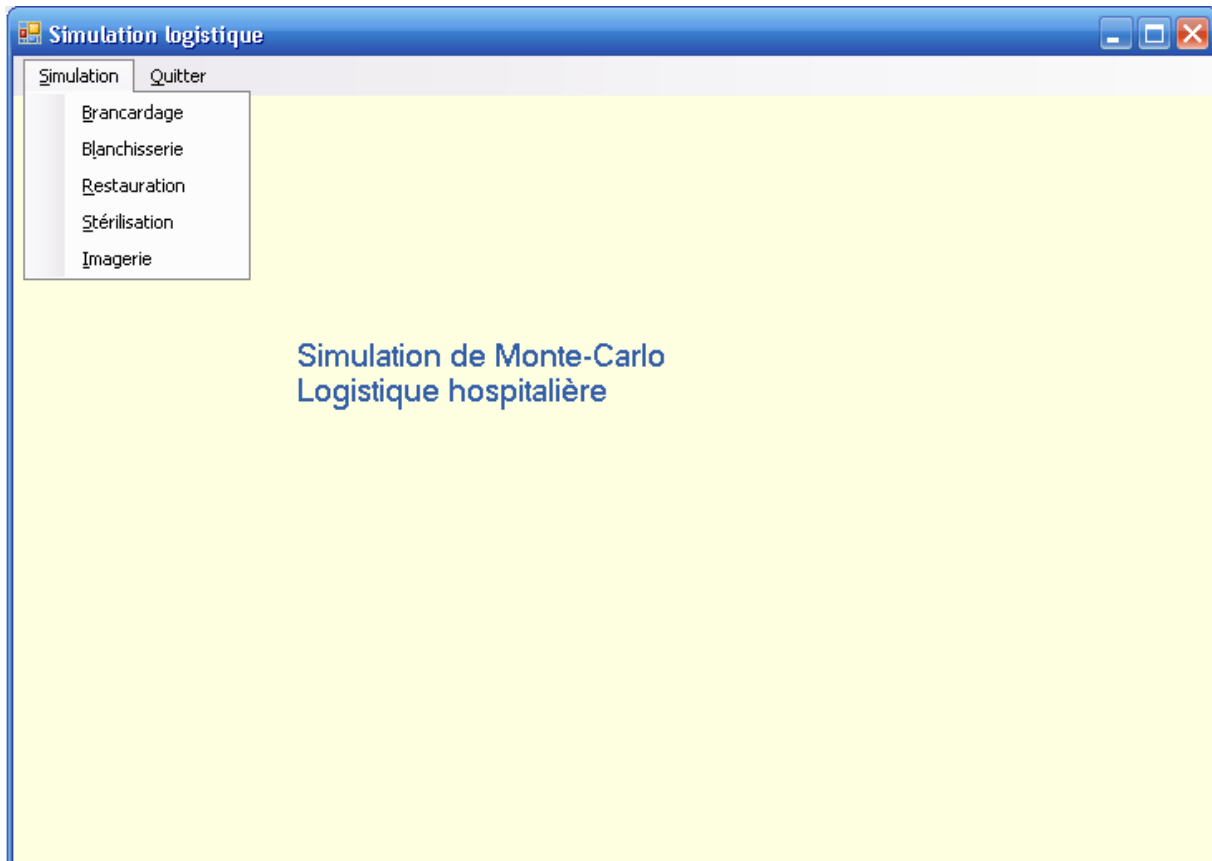 Simulation logistique
Simulation Quitter
Brancardage
Blanchisserie
Restauration
Stérilisation
Imagerie
Simulation de Monte-Carlo
Logistique hospitalière